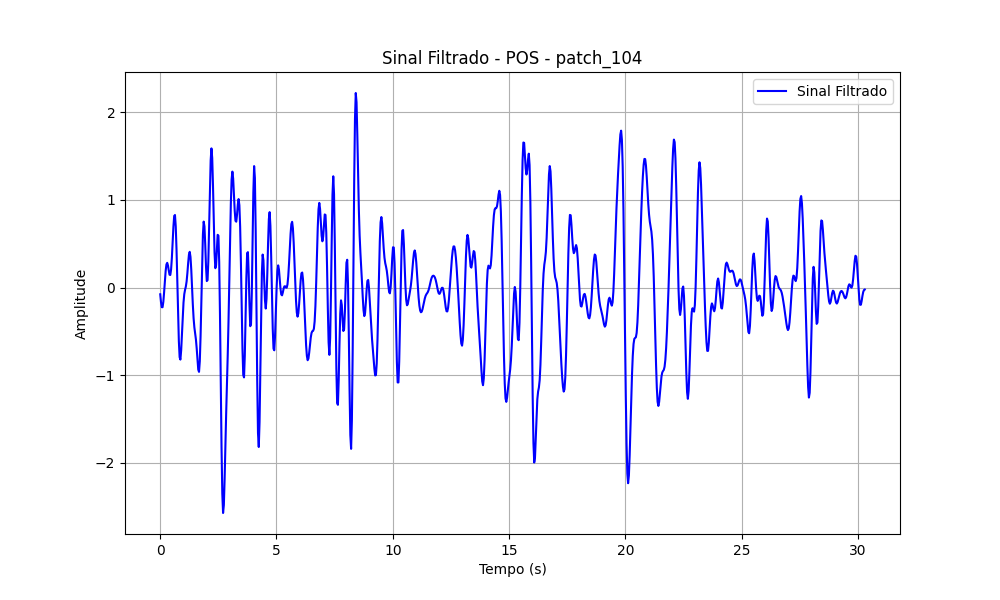 Sinal Filtrado - POS - patch_104
Sinal Filtrado
2
1
0
−1
−2
Amplitude
0 5 10 15 20 25 30
Tempo (s)